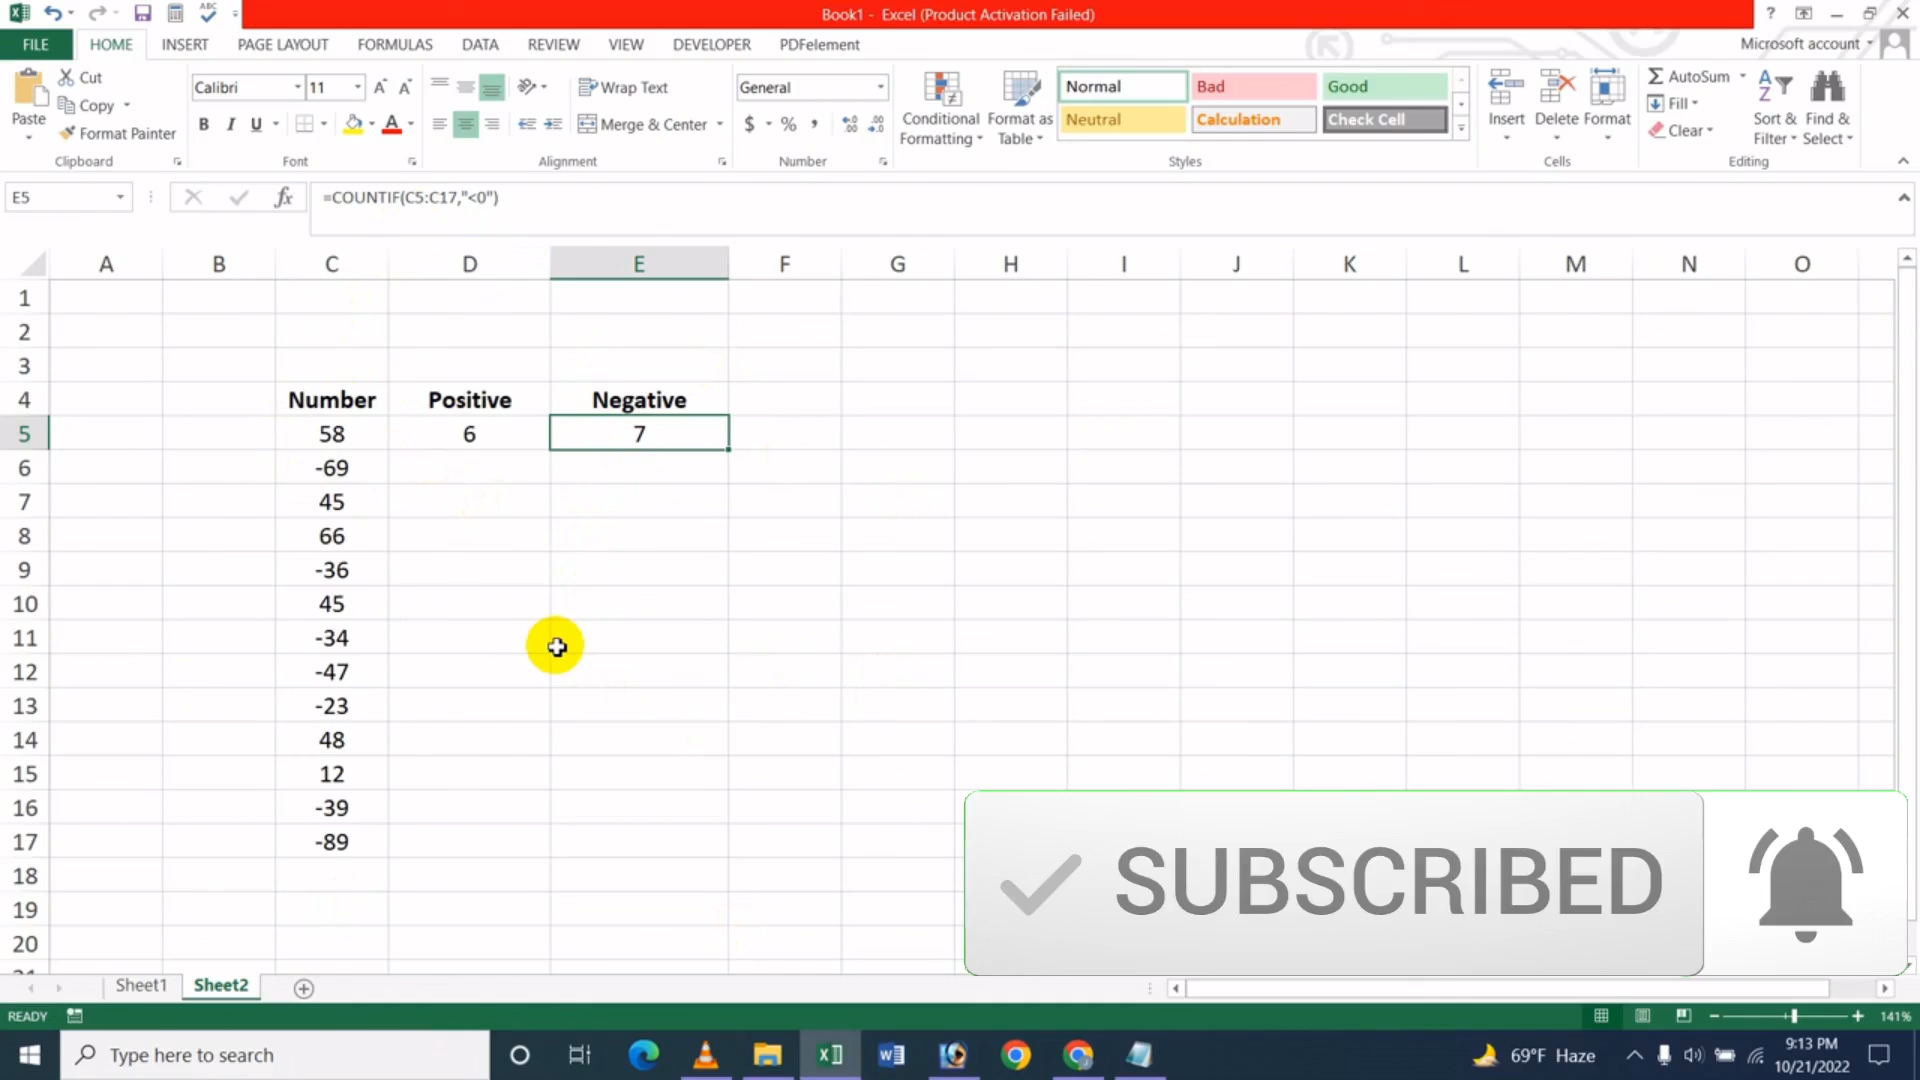 Book1 - Excel (Product Activation Failed)
FILE HOME INSERT PAGE LAYOUT FORMULAS DATA REVIEW VIEW DEVELOPER PDFelement Microsoft account
Paste Cut Copy Format Painter Clipboard
Calibri 11 B I U A Font
Wrap Text Merge & Center Alignment
General $ % , Number
Conditional Formatting Format as Table
Normal Bad Good
Neutral Calculation Check Cell
Styles
Insert Delete Format Cells
AutoSum Fill Clear Sort & Filter Find & Select Editing
E5 fx =COUNTIF(C5:C17,"<0")
A B C D E F G H I J K L M N O
1
2
3
4 Number Positive Negative
5 58 6 7
6 -69
7 45
8 66
9 -36
10 45
11 -34
12 -47
13 -23
14 48
15 12
16 -39
17 -89
18
19
20
SUBSCRIBED
Sheet1 Sheet2
READY 141%
Type here to search 69°F Haze 9:13 PM
10/21/2022